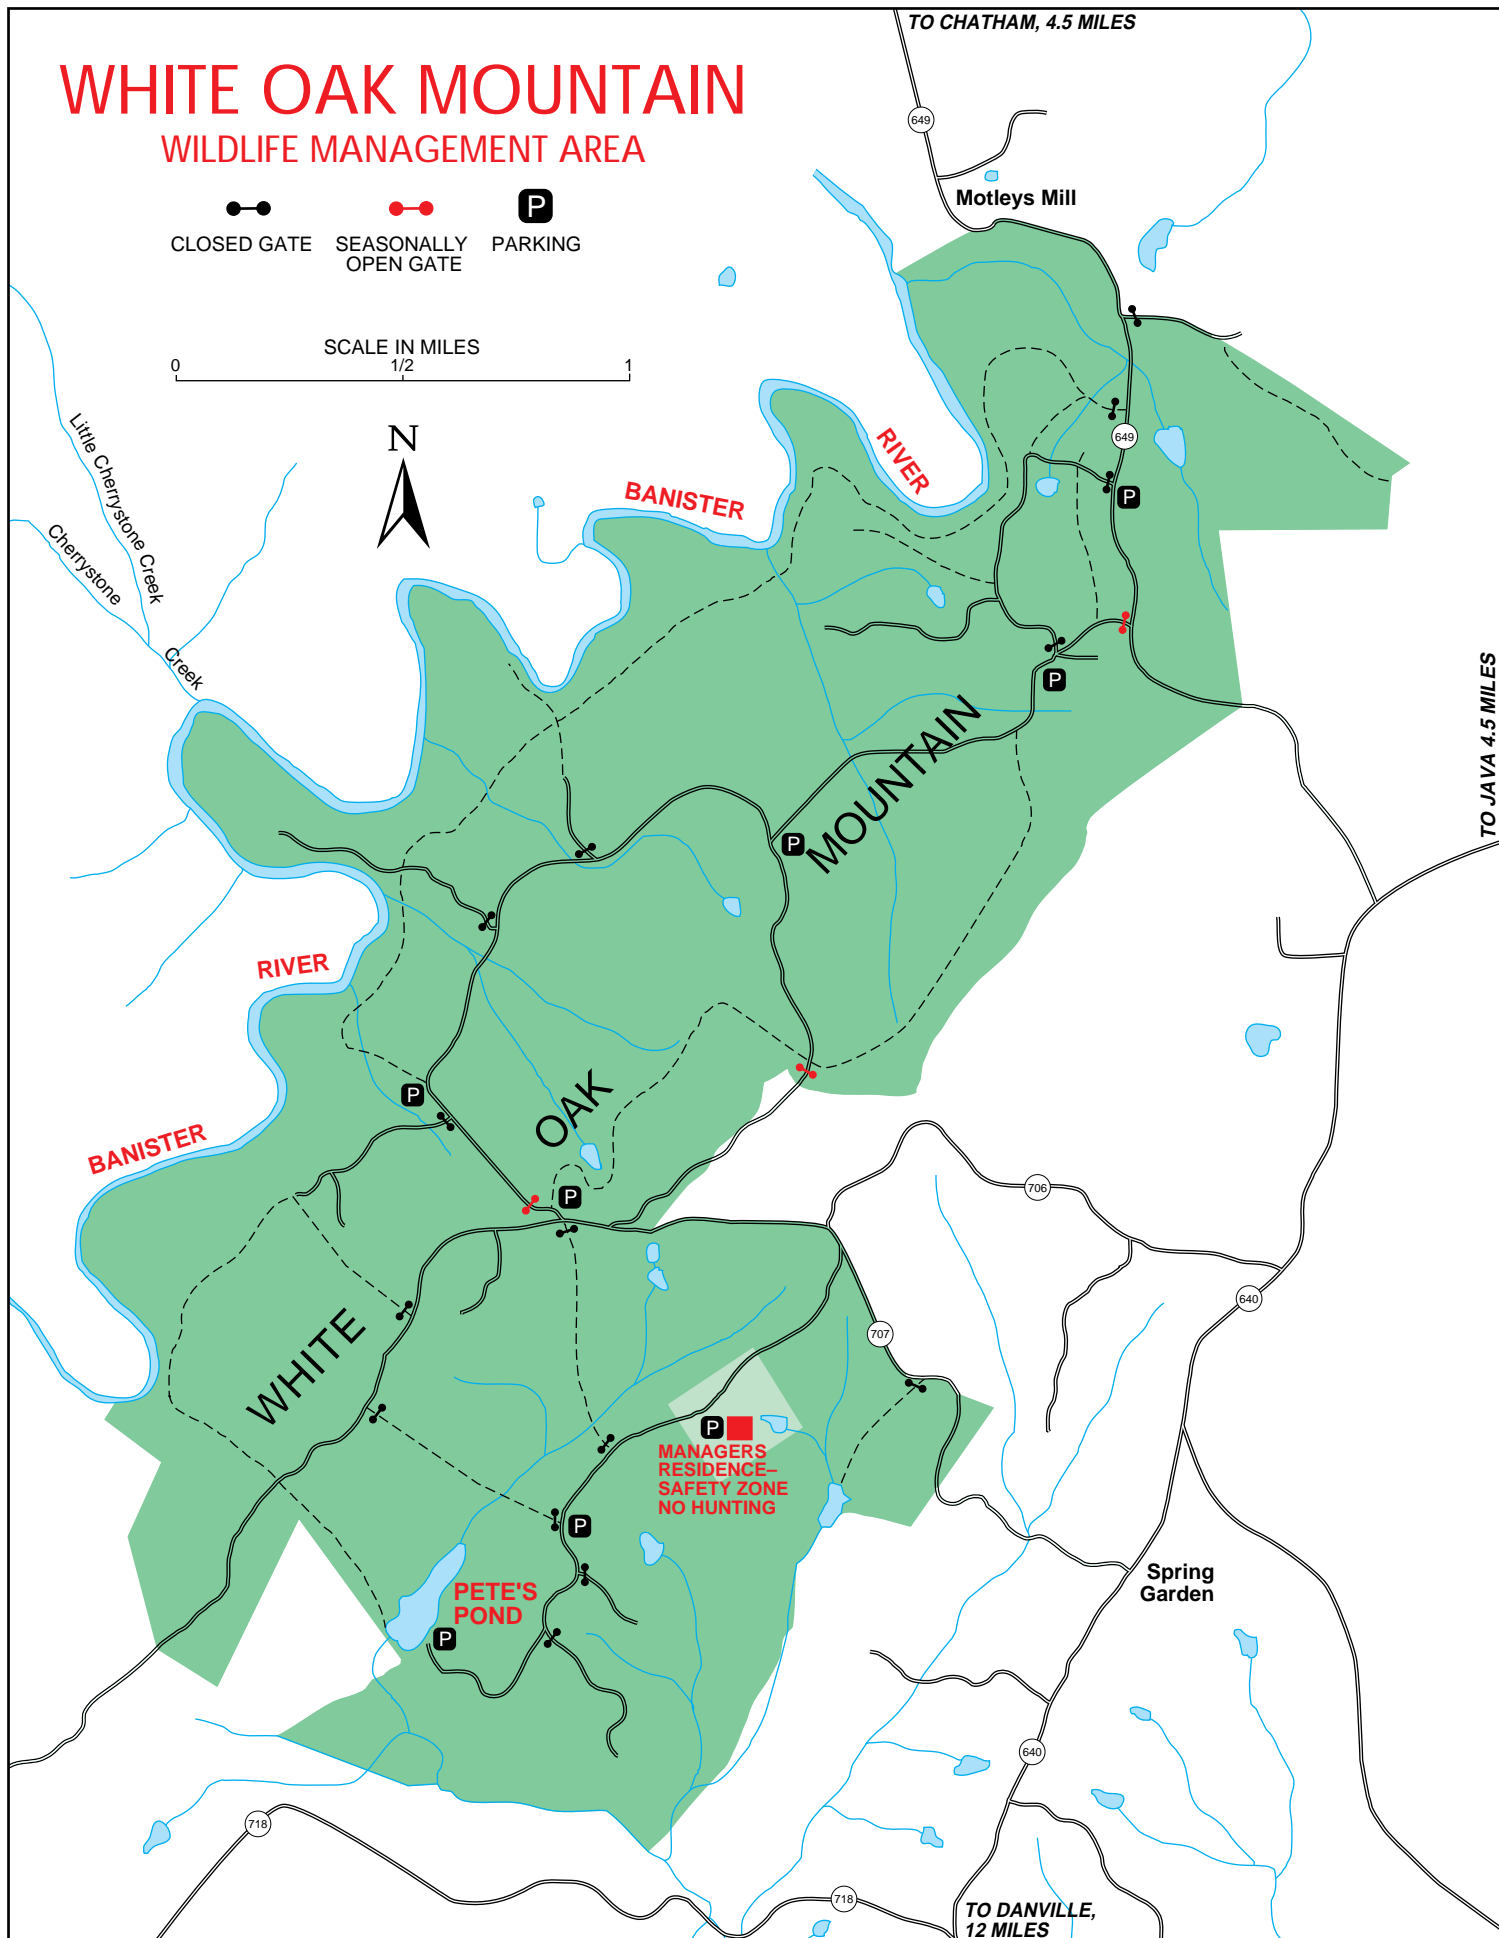 TO CHATHAM, 4.5 MILES
WHITE OAK MOUNTAIN
WILDLIFE MANAGEMENT AREA
649
Motleys Mill
P
CLOSED GATE
SEASONALLY
OPEN GATE
PARKING
SCALE IN MILES
0
1/2
1
N
Little Cherrystone Creek
Cherrystone
Creek
RIVER
BANISTER
649
P
P
TO JAVA 4.5 MILES
MOUNTAIN
P
RIVER
P
OAK
BANISTER
P
706
640
707
WHITE
P
MANAGERS
RESIDENCE–
SAFETY ZONE
NO HUNTING
P
PETE'S
POND
P
Spring
Garden
640
718
718
TO DANVILLE,
12 MILES